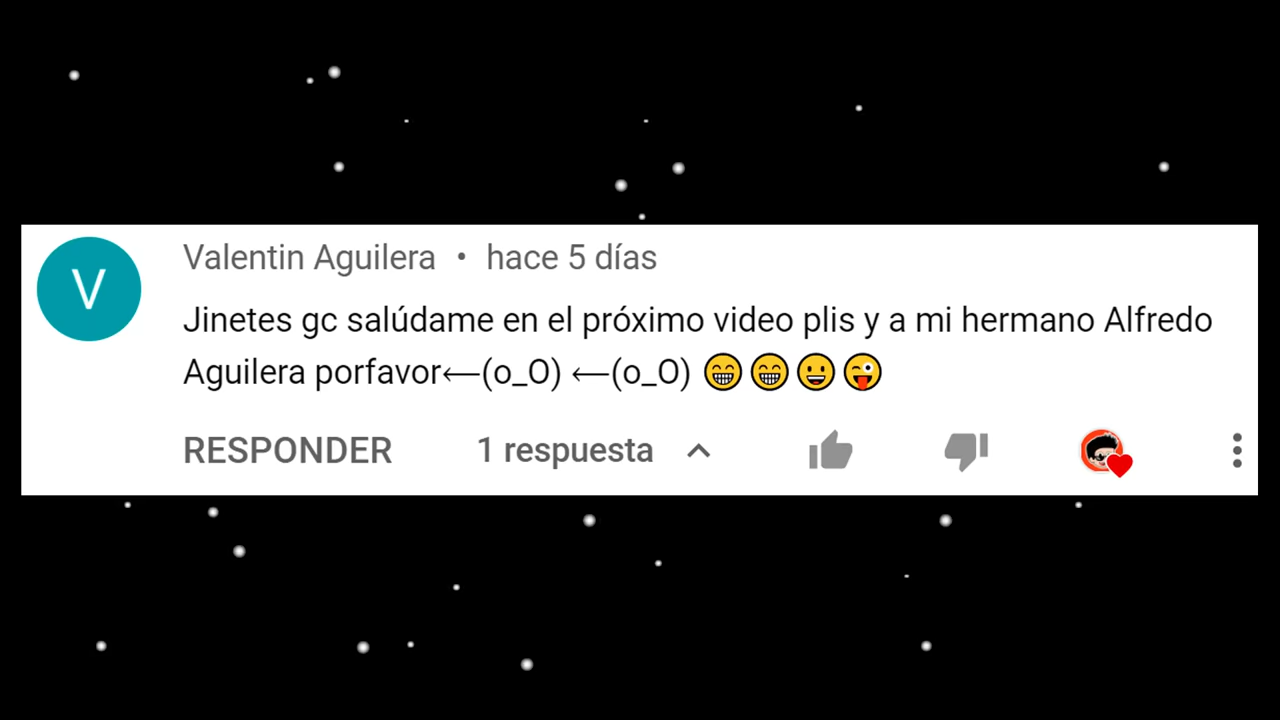 V
Valentin Aguilera • hace 5 días
Jinetes gc salúdame en el próximo video plis y a mi hermano Alfredo
Aguilera porfavor⟵(o_O) ⟵(o_O) 😁😁😀😜
RESPONDER 1 respuesta